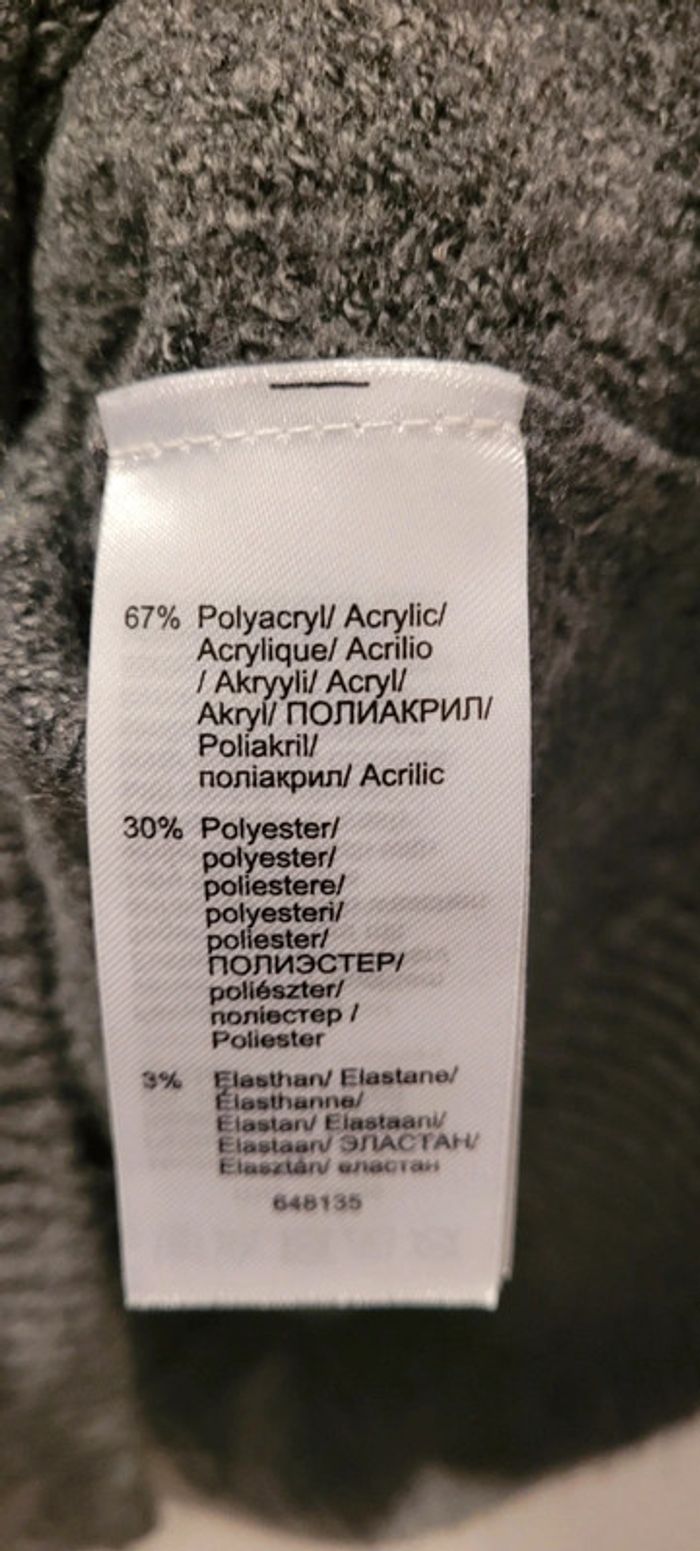 67% Polyacryl/ Acrylic/
Acrylique/ Acrilio
/ Akryyli/ Acryl/
Akryl/ ПОЛИАКРИЛ/
Poliakril/
поліакрил/ Acrilic
30% Polyester/
polyester/
poliestere/
polyesteri/
poliester/
ПОЛИЭСТЕР/
poliészter/
поліестер /
Poliester
3% Elasthan/ Elastane/
Élasthanne/
Elastan/ Elastaani/
Elastaan/ ЭЛАСТАН/
Elasztán/ еластан
648135